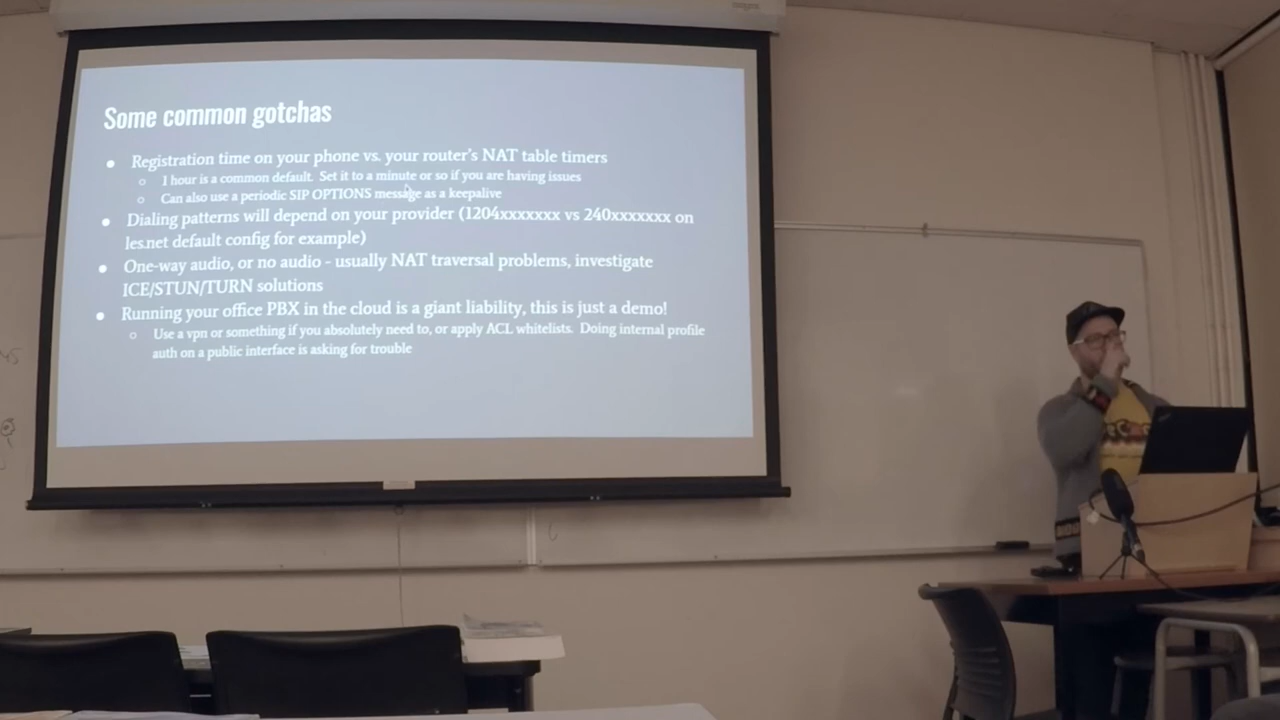 Some common gotchas
● Registration time on your phone vs. your router's NAT table timers
○ 1 hour is a common default. Set it to a minute or so if you are having issues
○ Can also use a periodic SIP OPTIONS message as a keepalive
● Dialing patterns will depend on your provider (1204xxxxxxx vs 240xxxxxxx on
les.net default config for example)
● One-way audio, or no audio - usually NAT traversal problems, investigate
ICE/STUN/TURN solutions
● Running your office PBX in the cloud is a giant liability, this is just a demo!
○ Use a vpn or something if you absolutely need to, or apply ACL whitelists. Doing internal profile
auth on a public interface is asking for trouble